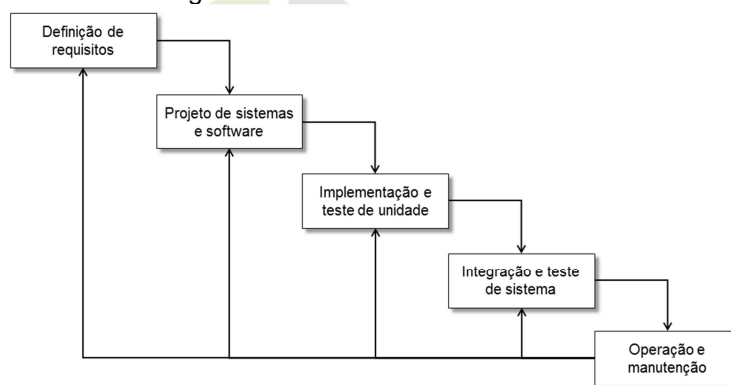 Definição de
requisitos
Projeto de sistemas
e software
Implementação e
teste de unidade
Integração e teste
de sistema
Operação e
manutenção